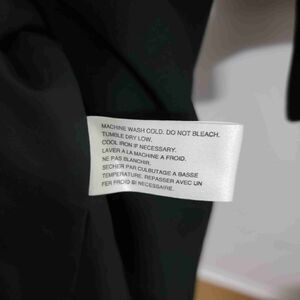 MACHINE WASH COLD. DO NOT BLEACH.
TUMBLE DRY LOW.
COOL IRON IF NECESSARY.
LAVER A LA MACHINE A FROID.
NE PAS BLANCHIR.
SECHER PAR CULBUTAGE A BASSE
TEMPERATURE. REPASSER AVEC UN
FER FROID SI NECESSAIRE.